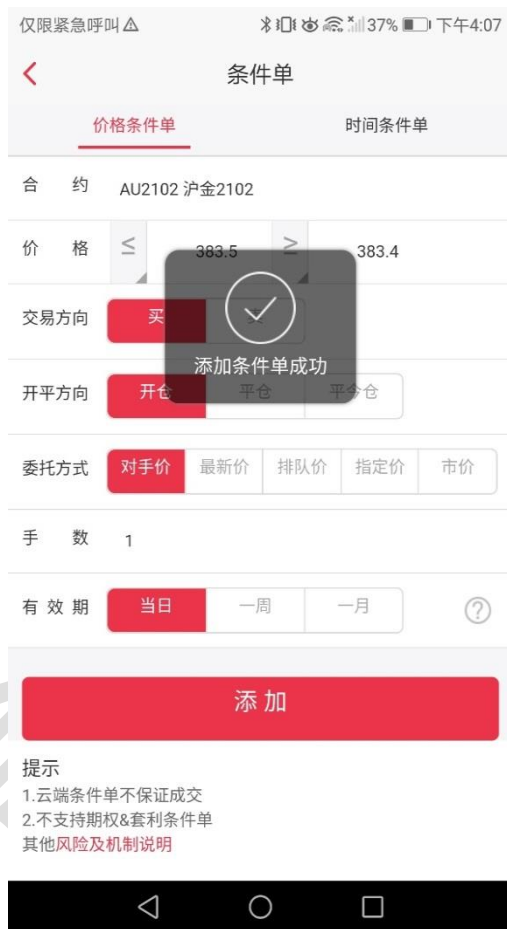 仅限紧急呼叫 37% 下午4:07
条件单
价格条件单 时间条件单
合约 AU2102 沪金2102
价格 ≤ 383.5 ≥ 383.4
交易方向 买 卖
添加条件单成功
开平方向 开仓 平仓 平今仓
委托方式 对手价 最新价 排队价 指定价 市价
手数 1
有效期 当日 一周 一月 ?
添加
提示
1.云端条件单不保证成交
2.不支持期权&套利条件单
其他风险及机制说明